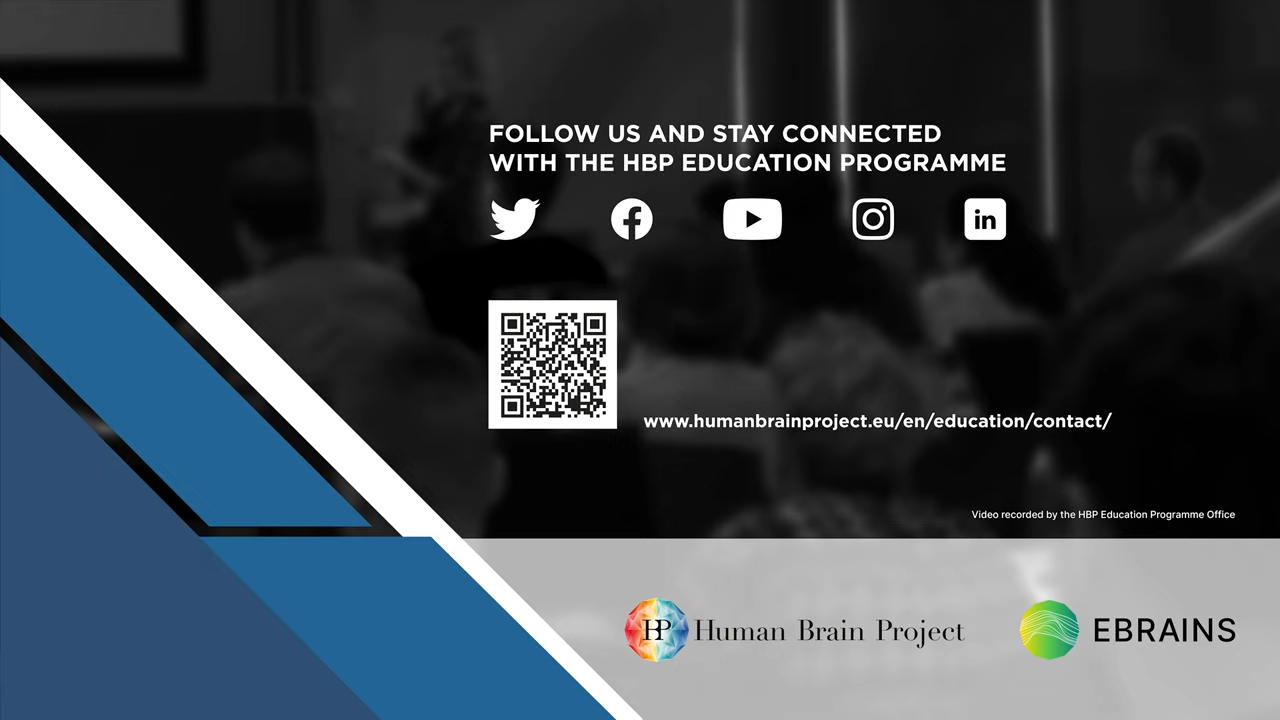 FOLLOW US AND STAY CONNECTED
WITH THE HBP EDUCATION PROGRAMME
in
www.humanbrainproject.eu/en/education/contact/
Video recorded by the HBP Education Programme Office
HBP Human Brain Project
EBRAINS